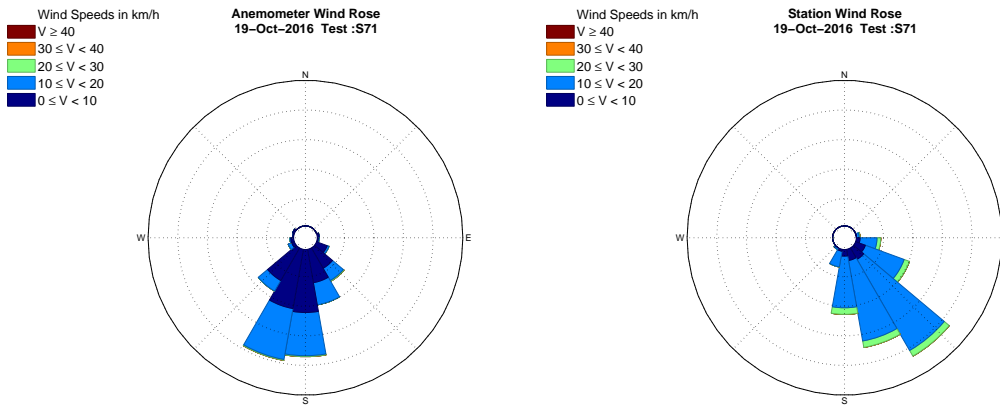 Wind Speeds in km/h
V ≥ 40
30 ≤ V < 40
20 ≤ V < 30
10 ≤ V < 20
0 ≤ V < 10
Anemometer Wind Rose
19−Oct−2016 Test :S71
N
W
E
S
Wind Speeds in km/h
V ≥ 40
30 ≤ V < 40
20 ≤ V < 30
10 ≤ V < 20
0 ≤ V < 10
Station Wind Rose
19−Oct−2016 Test :S71
N
W
S